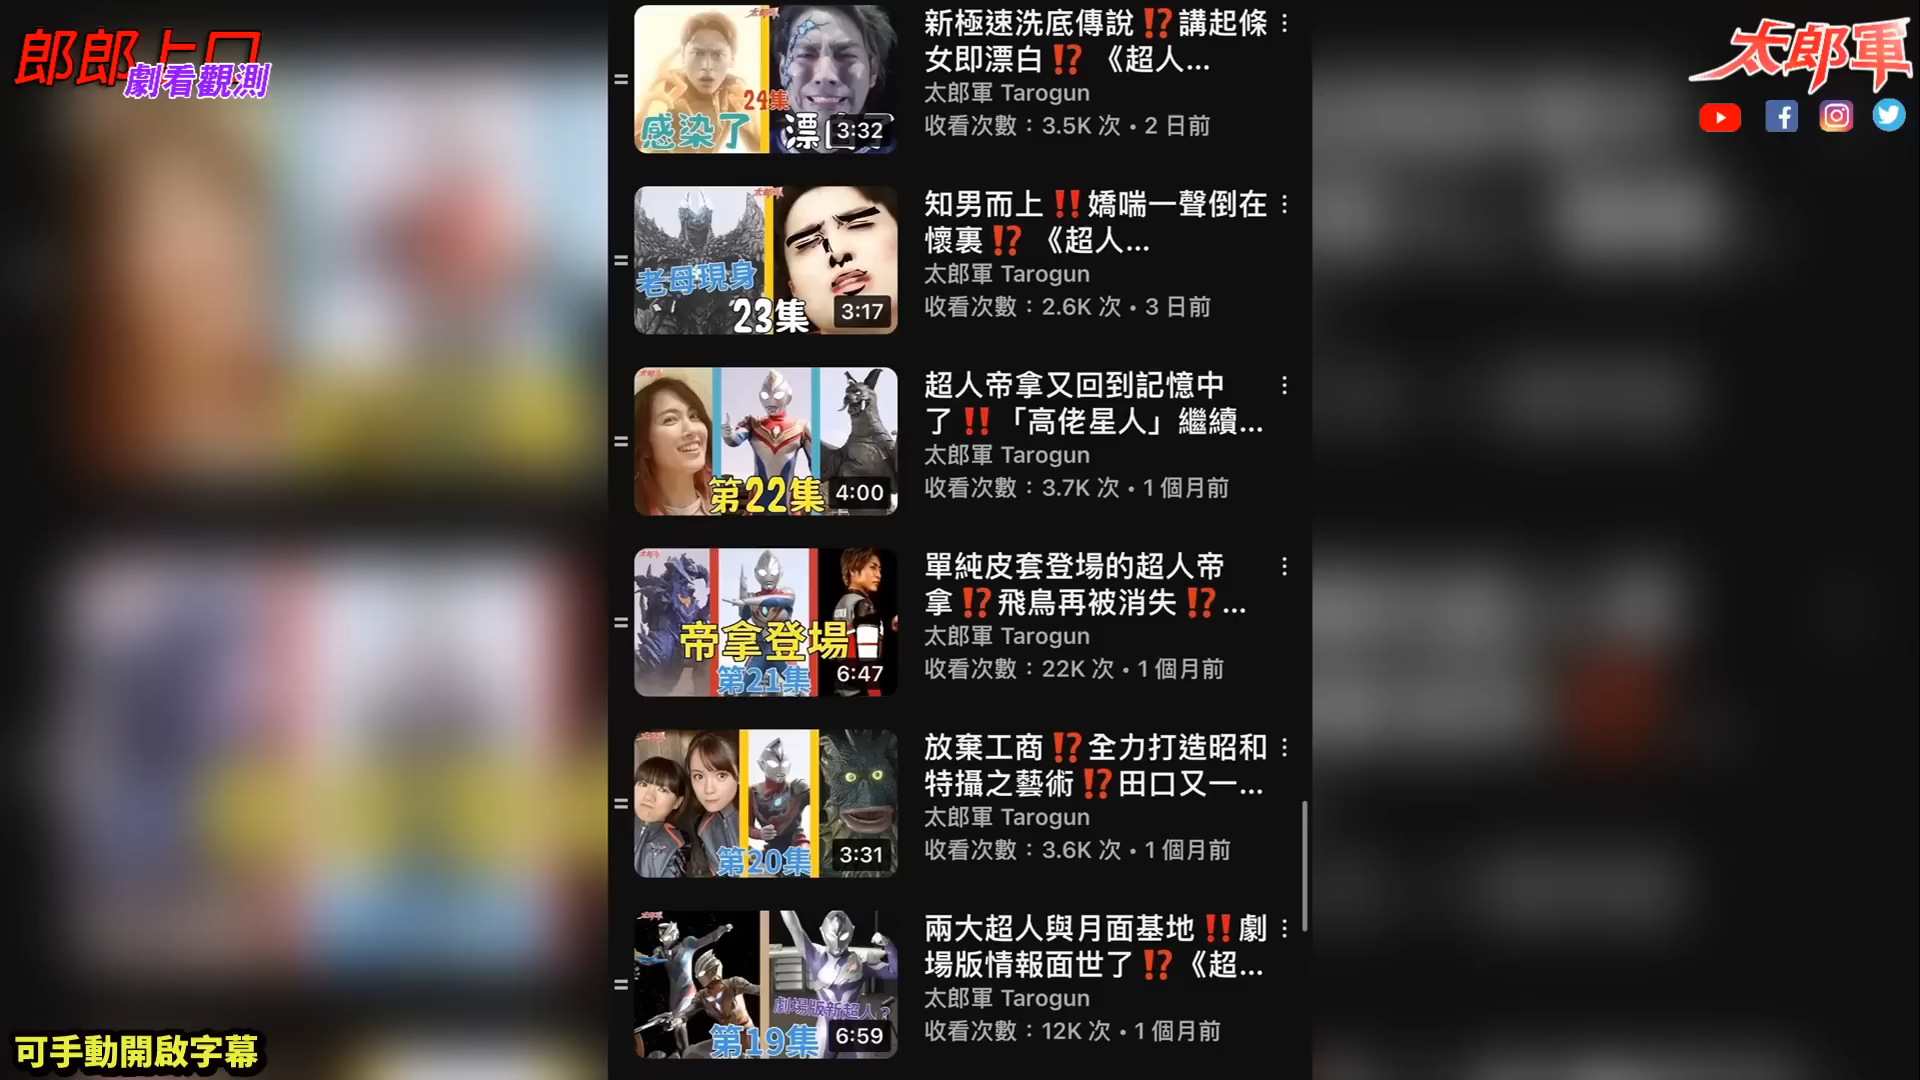 郎郎上口
劇看觀測
太郎軍
感染了
24集
3:32
新極速洗底傳說⁉️講起條
女即漂白⁉️《超人...
太郎軍 Tarogun
收看次數：3.5K 次 • 2 日前
老母現身
23集
3:17
知男而上‼️嬌喘一聲倒在
懷裏⁉️《超人...
太郎軍 Tarogun
收看次數：2.6K 次 • 3 日前
第22集
4:00
超人帝拿又回到記憶中
了‼️「高佬星人」繼續...
太郎軍 Tarogun
收看次數：3.7K 次 • 1 個月前
帝拿登場
第21集
6:47
單純皮套登場的超人帝
拿⁉️飛鳥再被消失⁉️...
太郎軍 Tarogun
收看次數：22K 次 • 1 個月前
第20集
3:31
放棄工商⁉️全力打造昭和
特攝之藝術⁉️田口又一...
太郎軍 Tarogun
收看次數：3.6K 次 • 1 個月前
劇場版新超人？
第19集
6:59
兩大超人與月面基地‼️劇
場版情報面世了⁉️《超...
太郎軍 Tarogun
收看次數：12K 次 • 1 個月前
可手動開啟字幕